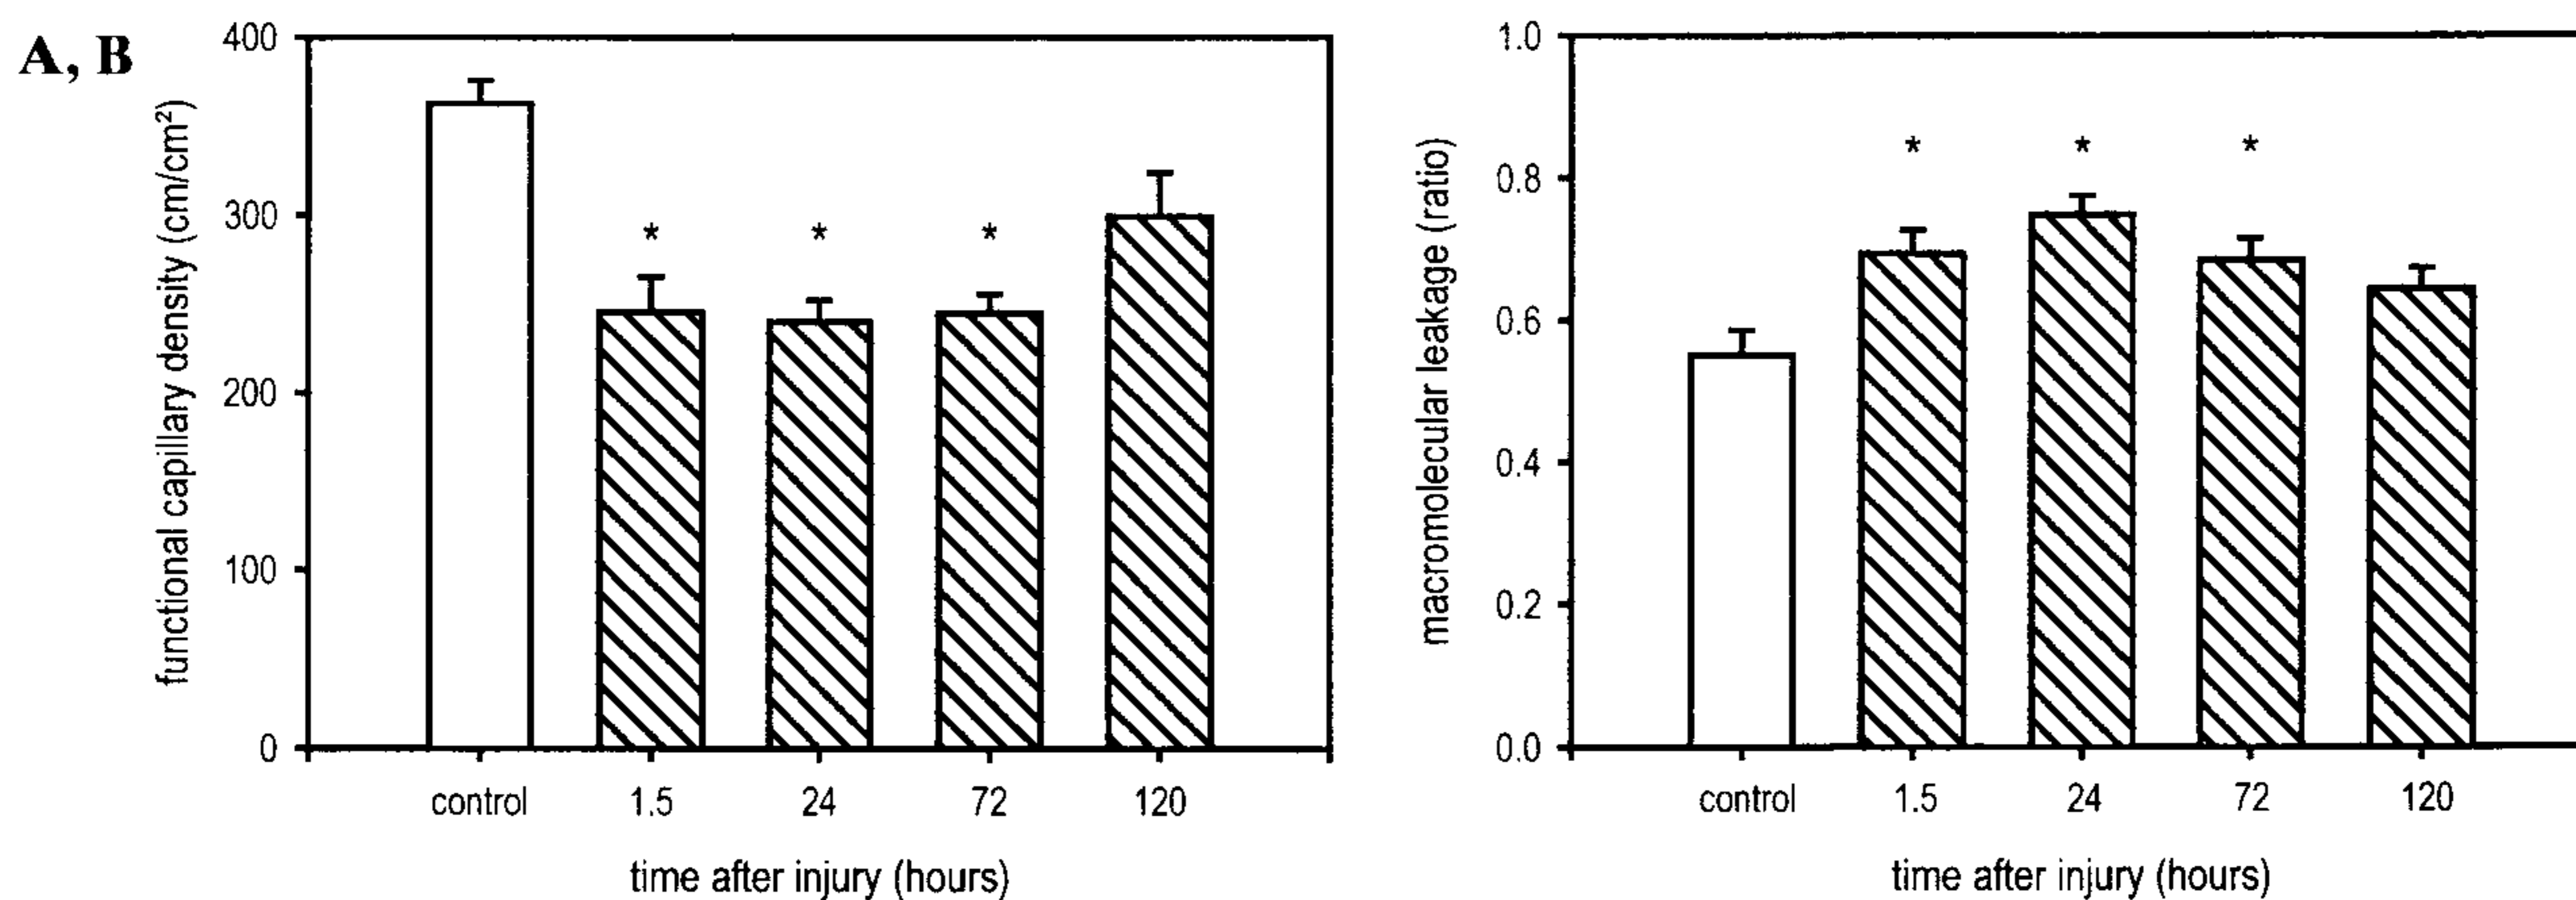 A, B
functional capillary density (cm/cm²)
400
300
200
100
0
* * *
control 1.5 24 72 120
time after injury (hours)
macromolecular leakage (ratio)
1.0
0.8
0.6
0.4
0.2
0.0
* * *
control 1.5 24 72 120
time after injury (hours)